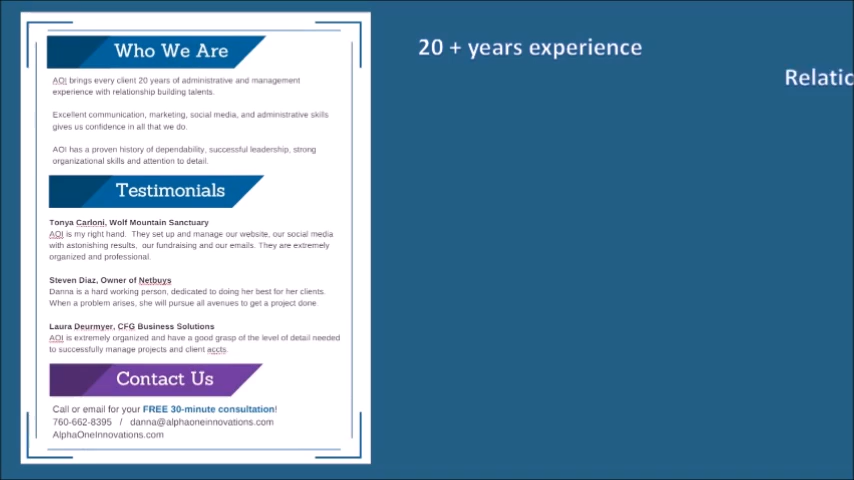 Who We Are
AOI brings every client 20 years of administrative and management
experience with relationship building talents.
Excellent communication, marketing, social media, and administrative skills
gives us confidence in all that we do.
AOI has a proven history of dependability, successful leadership, strong
organizational skills and attention to detail.
Testimonials
Tonya Carloni, Wolf Mountain Sanctuary
AOI is my right hand. They set up and manage our website, our social media
with astonishing results, our fundraising and our emails. They are extremely
organized and professional.
Steven Diaz, Owner of Netbuys
Danna is a hard working person, dedicated to doing her best for her clients.
When a problem arises, she will pursue all avenues to get a project done.
Laura Deurmyer, CFG Business Solutions
AOI is extremely organized and have a good grasp of the level of detail needed
to successfully manage projects and client accts.
Contact Us
Call or email for your FREE 30-minute consultation!
760-662-8395 / danna@alphaoneinnovations.com
AlphaOneInnovations.com
20 + years experience
Relatic